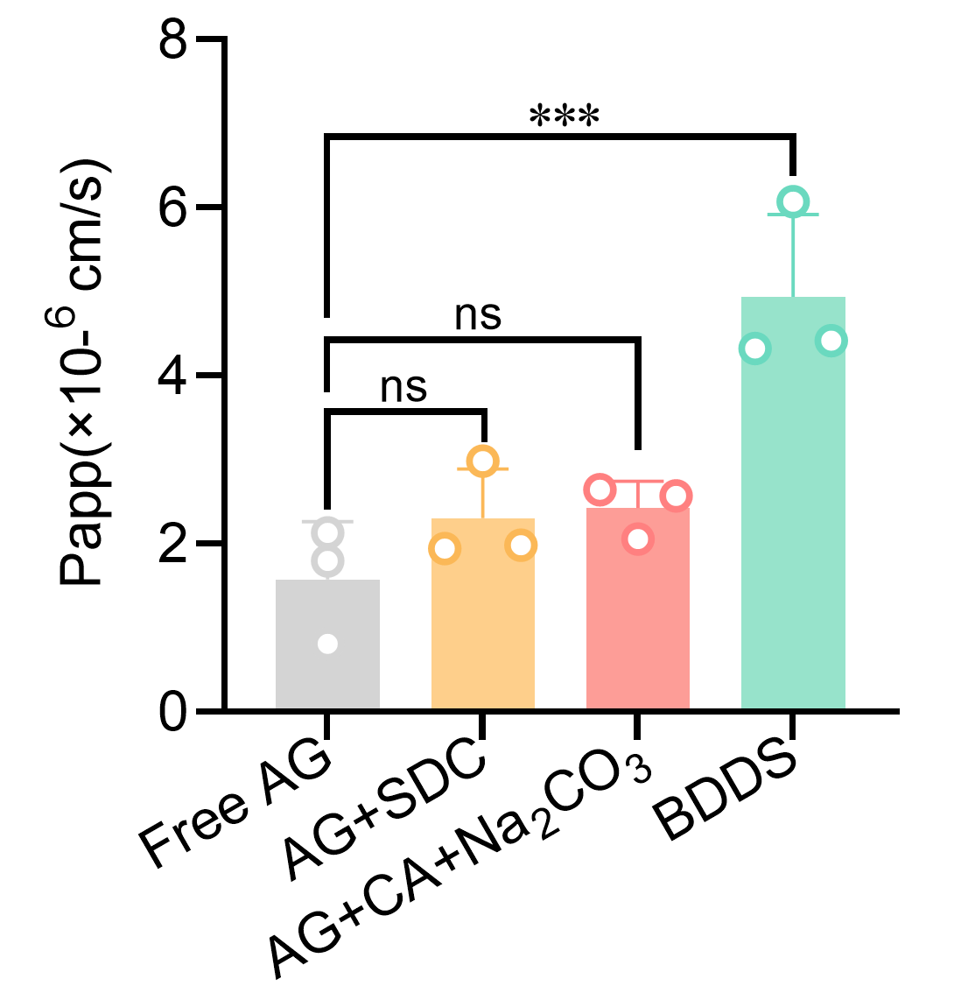 8
***
6
ns
ns
4
2
0
Papp(×10-⁶ cm/s)
Free AG
AG+SDC
AG+CA+Na₂CO₃
BDDS